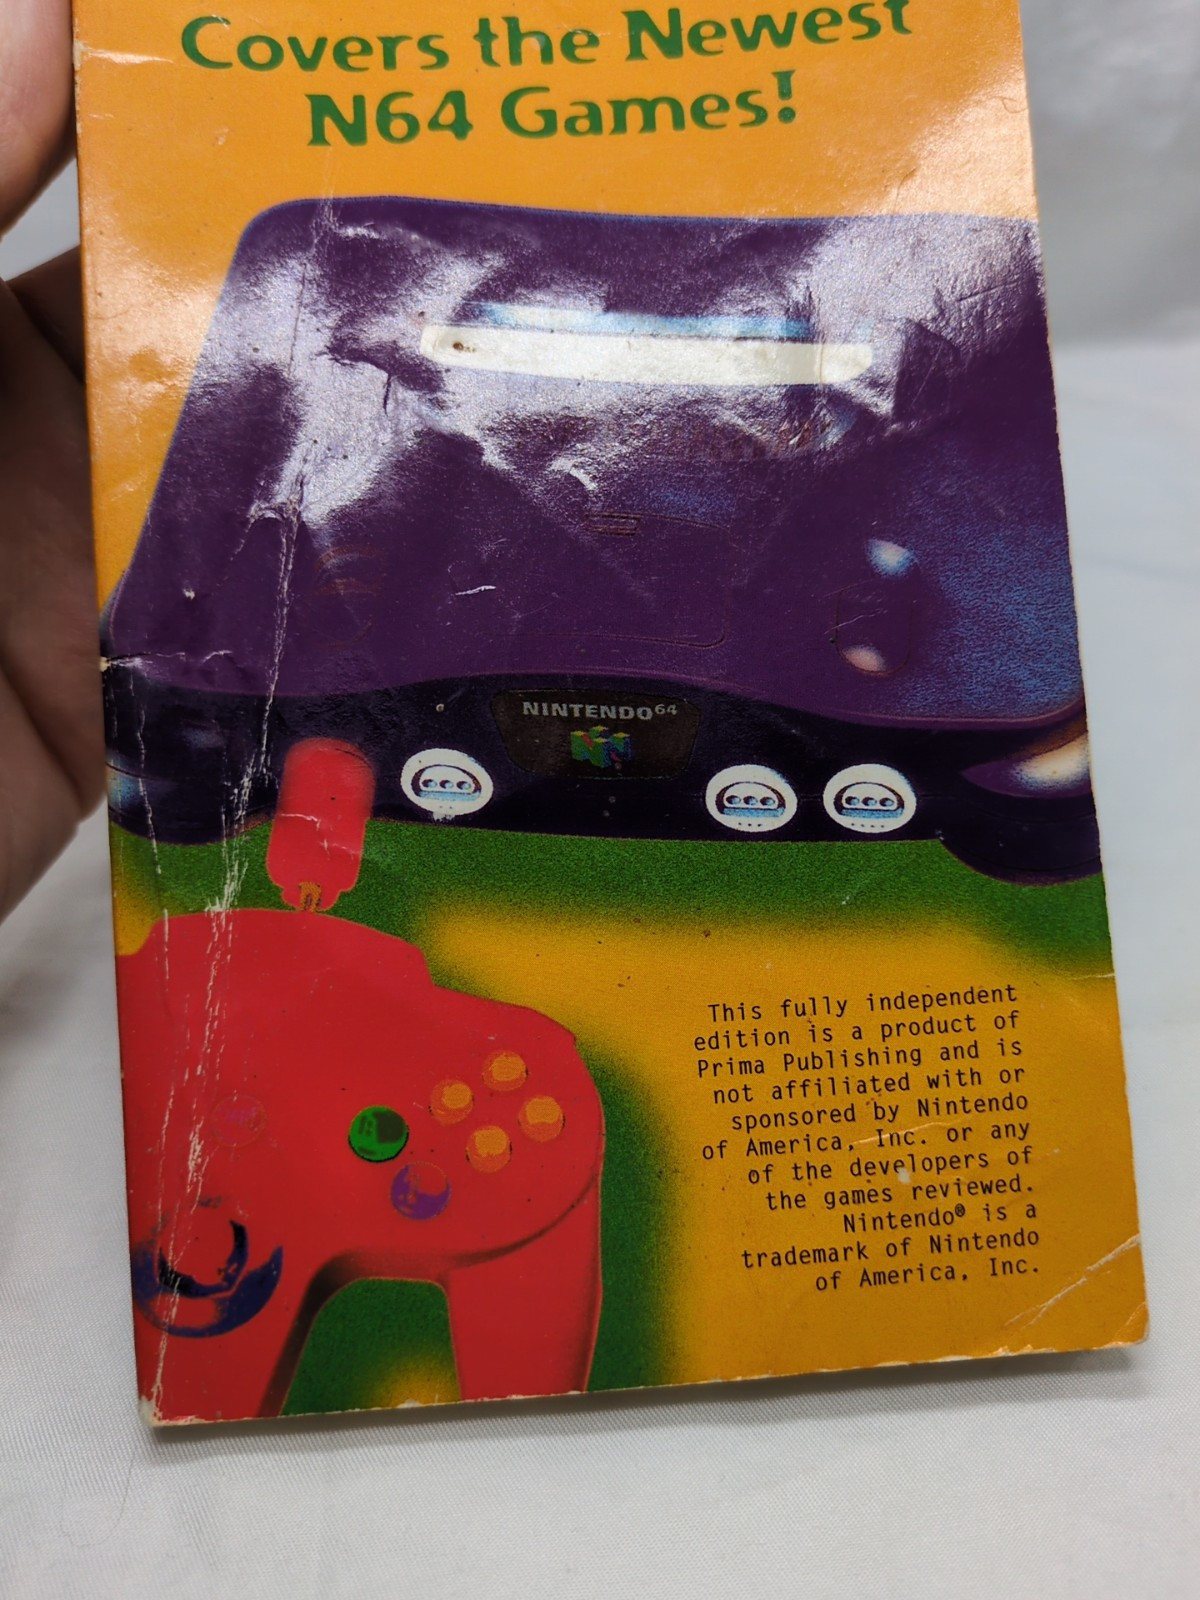 Covers the Newest
N64 Games!
NINTENDO64
This fully independent
edition is a product of
Prima Publishing and is
not affiliated with or
sponsored by Nintendo
of America, Inc. or any
of the developers of
the games reviewed.
Nintendo® is a
trademark of Nintendo
of America, Inc.